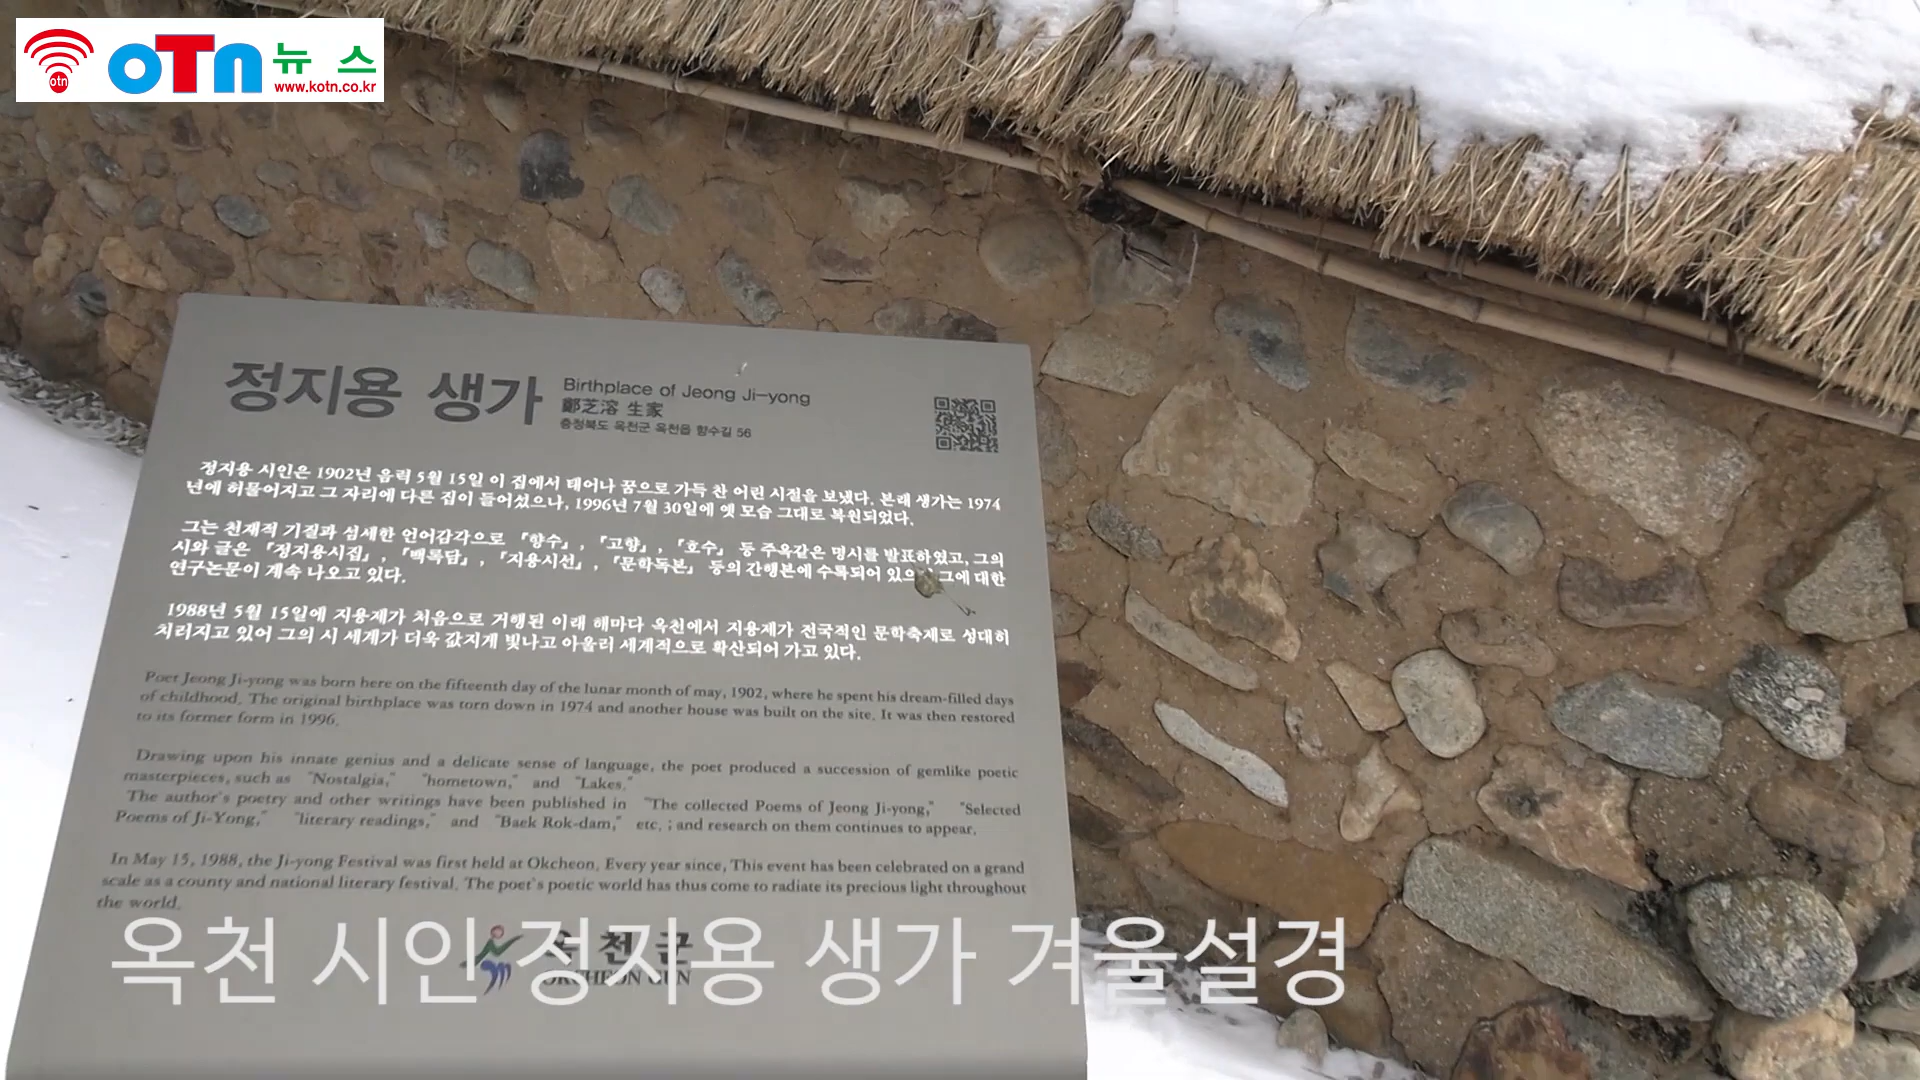 otn
oTn 뉴스
www.kotn.co.kr
정지용 생가
Birthplace of Jeong Ji-yong
鄭芝溶 生家
충청북도 옥천군 옥천읍 향수길 56
정지용 시인은 1902년 음력 5월 15일 이 집에서 태어나 꿈으로 가득 찬 어린 시절을 보냈다. 본래 생가는 1974
년에 허물어지고 그 자리에 다른 집이 들어섰으나, 1996년 7월 30일에 옛 모습 그대로 복원되었다.
그는 천재적 기질과 섬세한 언어감각으로 『향수』, 『고향』, 『호수』 등 주옥같은 명시를 발표하였고, 그의
시와 글은 『정지용시집』, 『백록담』, 『지용시선』, 『문학독본』 등의 간행본에 수록되어 그에 대한
연구논문이 계속 나오고 있다.
1988년 5월 15일에 지용제가 처음으로 거행된 이래 해마다 옥천에서 지용제가 전국적인 문학축제로 성대히
치러지고 있어 그의 시 세계가 더욱 값지게 빛나고 아울러 세계적으로 확산되어 가고 있다.
Poet Jeong Ji-yong was born here on the fifteenth day of the lunar month of may, 1902, where he spent his dream-filled days
of childhood. The original birthplace was torn down in 1974 and another house was built on the site. It was then restored
to its former form in 1996.
Drawing upon his innate genius and a delicate sense of language, the poet produced a succession of gemlike poetic
masterpieces, such as "Nostalgia," "hometown," and "Lakes."
The author's poetry and other writings have been published in "The collected Poems of Jeong Ji-yong," "Selected
Poems of Ji-Yong," "literary readings," and "Baek Rok-dam," etc. ; and research on them continues to appear.
In May 15, 1988, the Ji-yong Festival was first held at Okcheon. Every year since, This event has been celebrated on a grand
scale as a county and national literary festival. The poet's poetic world has thus come to radiate its precious light throughout
the world.
옥천군
OKCHEON GUN
옥천 시인 정지용 생가 겨울설경